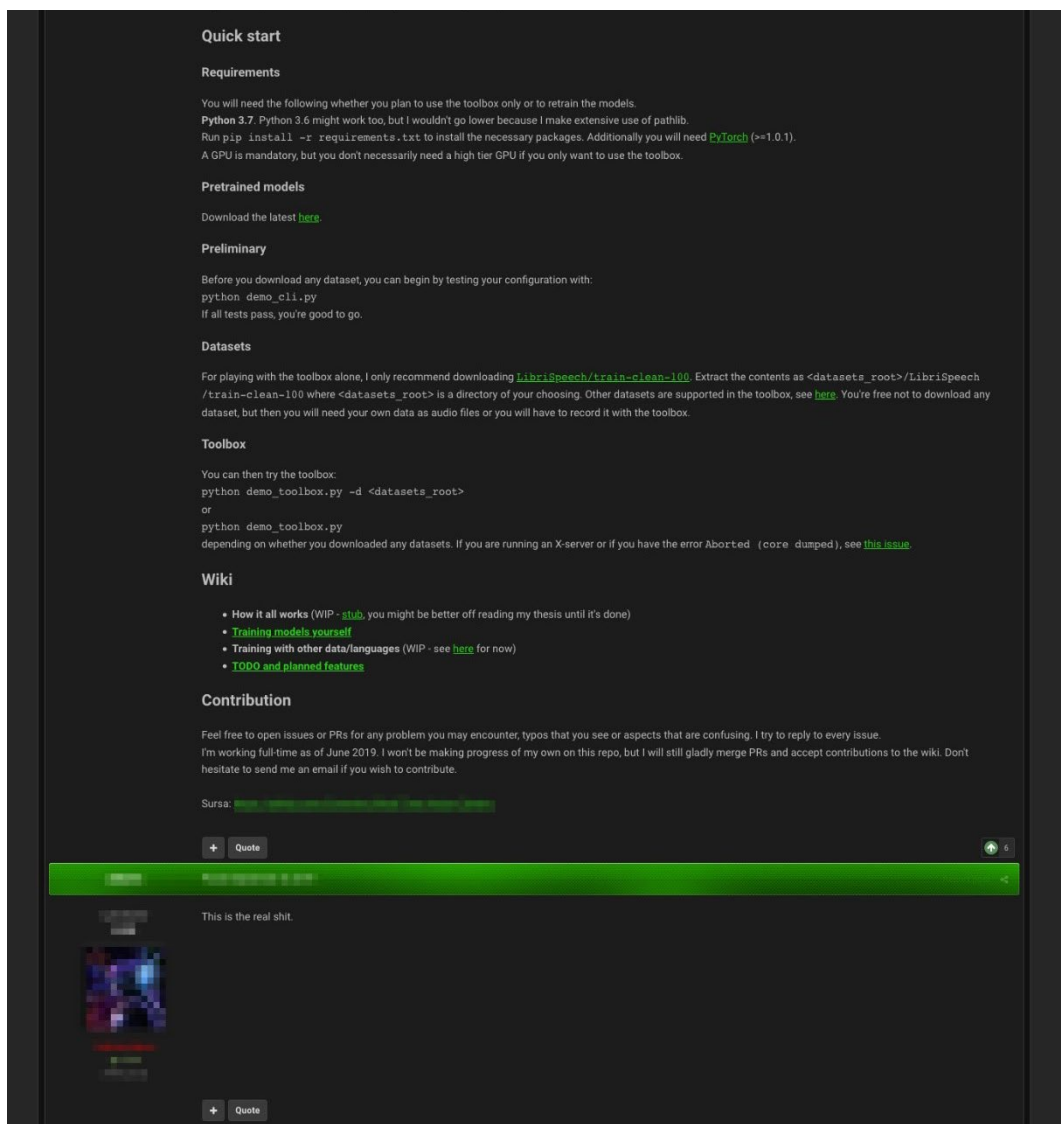 Quick start
Requirements
You will need the following whether you plan to use the toolbox only or to retrain the models.
Python 3.7. Python 3.6 might work too, but I wouldn't go lower because I make extensive use of pathlib.
Run pip install -r requirements.txt to install the necessary packages. Additionally you will need PyTorch (>=1.0.1).
A GPU is mandatory, but you don't necessarily need a high tier GPU if you only want to use the toolbox.
Pretrained models
Download the latest here.
Preliminary
Before you download any dataset, you can begin by testing your configuration with:
python demo_cli.py
If all tests pass, you're good to go.
Datasets
For playing with the toolbox alone, I only recommend downloading LibriSpeech/train-clean-100. Extract the contents as <datasets_root>/LibriSpeech
/train-clean-100 where <datasets_root> is a directory of your choosing. Other datasets are supported in the toolbox, see here. You're free not to download any
dataset, but then you will need your own data as audio files or you will have to record it with the toolbox.
Toolbox
You can then try the toolbox:
python demo_toolbox.py -d <datasets_root>
or
python demo_toolbox.py
depending on whether you downloaded any datasets. If you are running an X-server or if you have the error Aborted (core dumped), see this issue.
Wiki
• How it all works (WIP - stub, you might be better off reading my thesis until it's done)
• Training models yourself
• Training with other data/languages (WIP - see here for now)
• TODO and planned features
Contribution
Feel free to open issues or PRs for any problem you may encounter, typos that you see or aspects that are confusing. I try to reply to every issue.
I'm working full-time as of June 2019. I won't be making progress of my own on this repo, but I will still gladly merge PRs and accept contributions to the wiki. Don't
hesitate to send me an email if you wish to contribute.
Sursa:
+ Quote 6
This is the real shit.
+ Quote